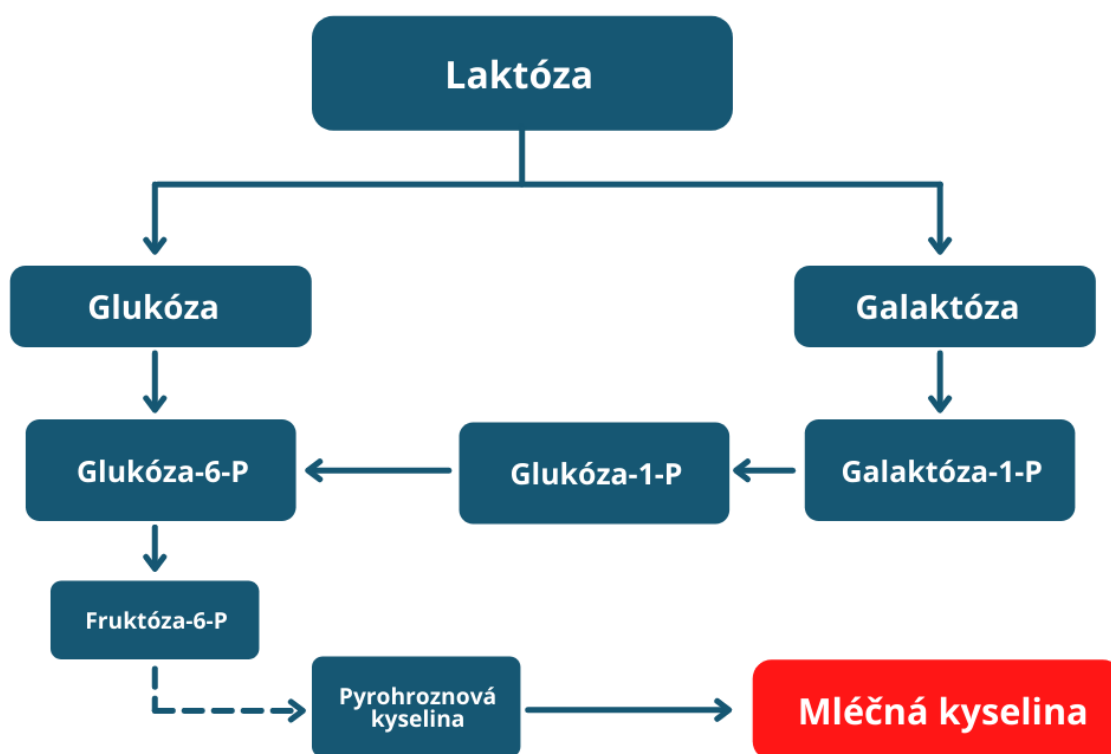 Laktóza
Glukóza
Galaktóza
Glukóza-6-P
Glukóza-1-P
Galaktóza-1-P
Fruktóza-6-P
Pyrohroznová
kyselina
Mléčná kyselina